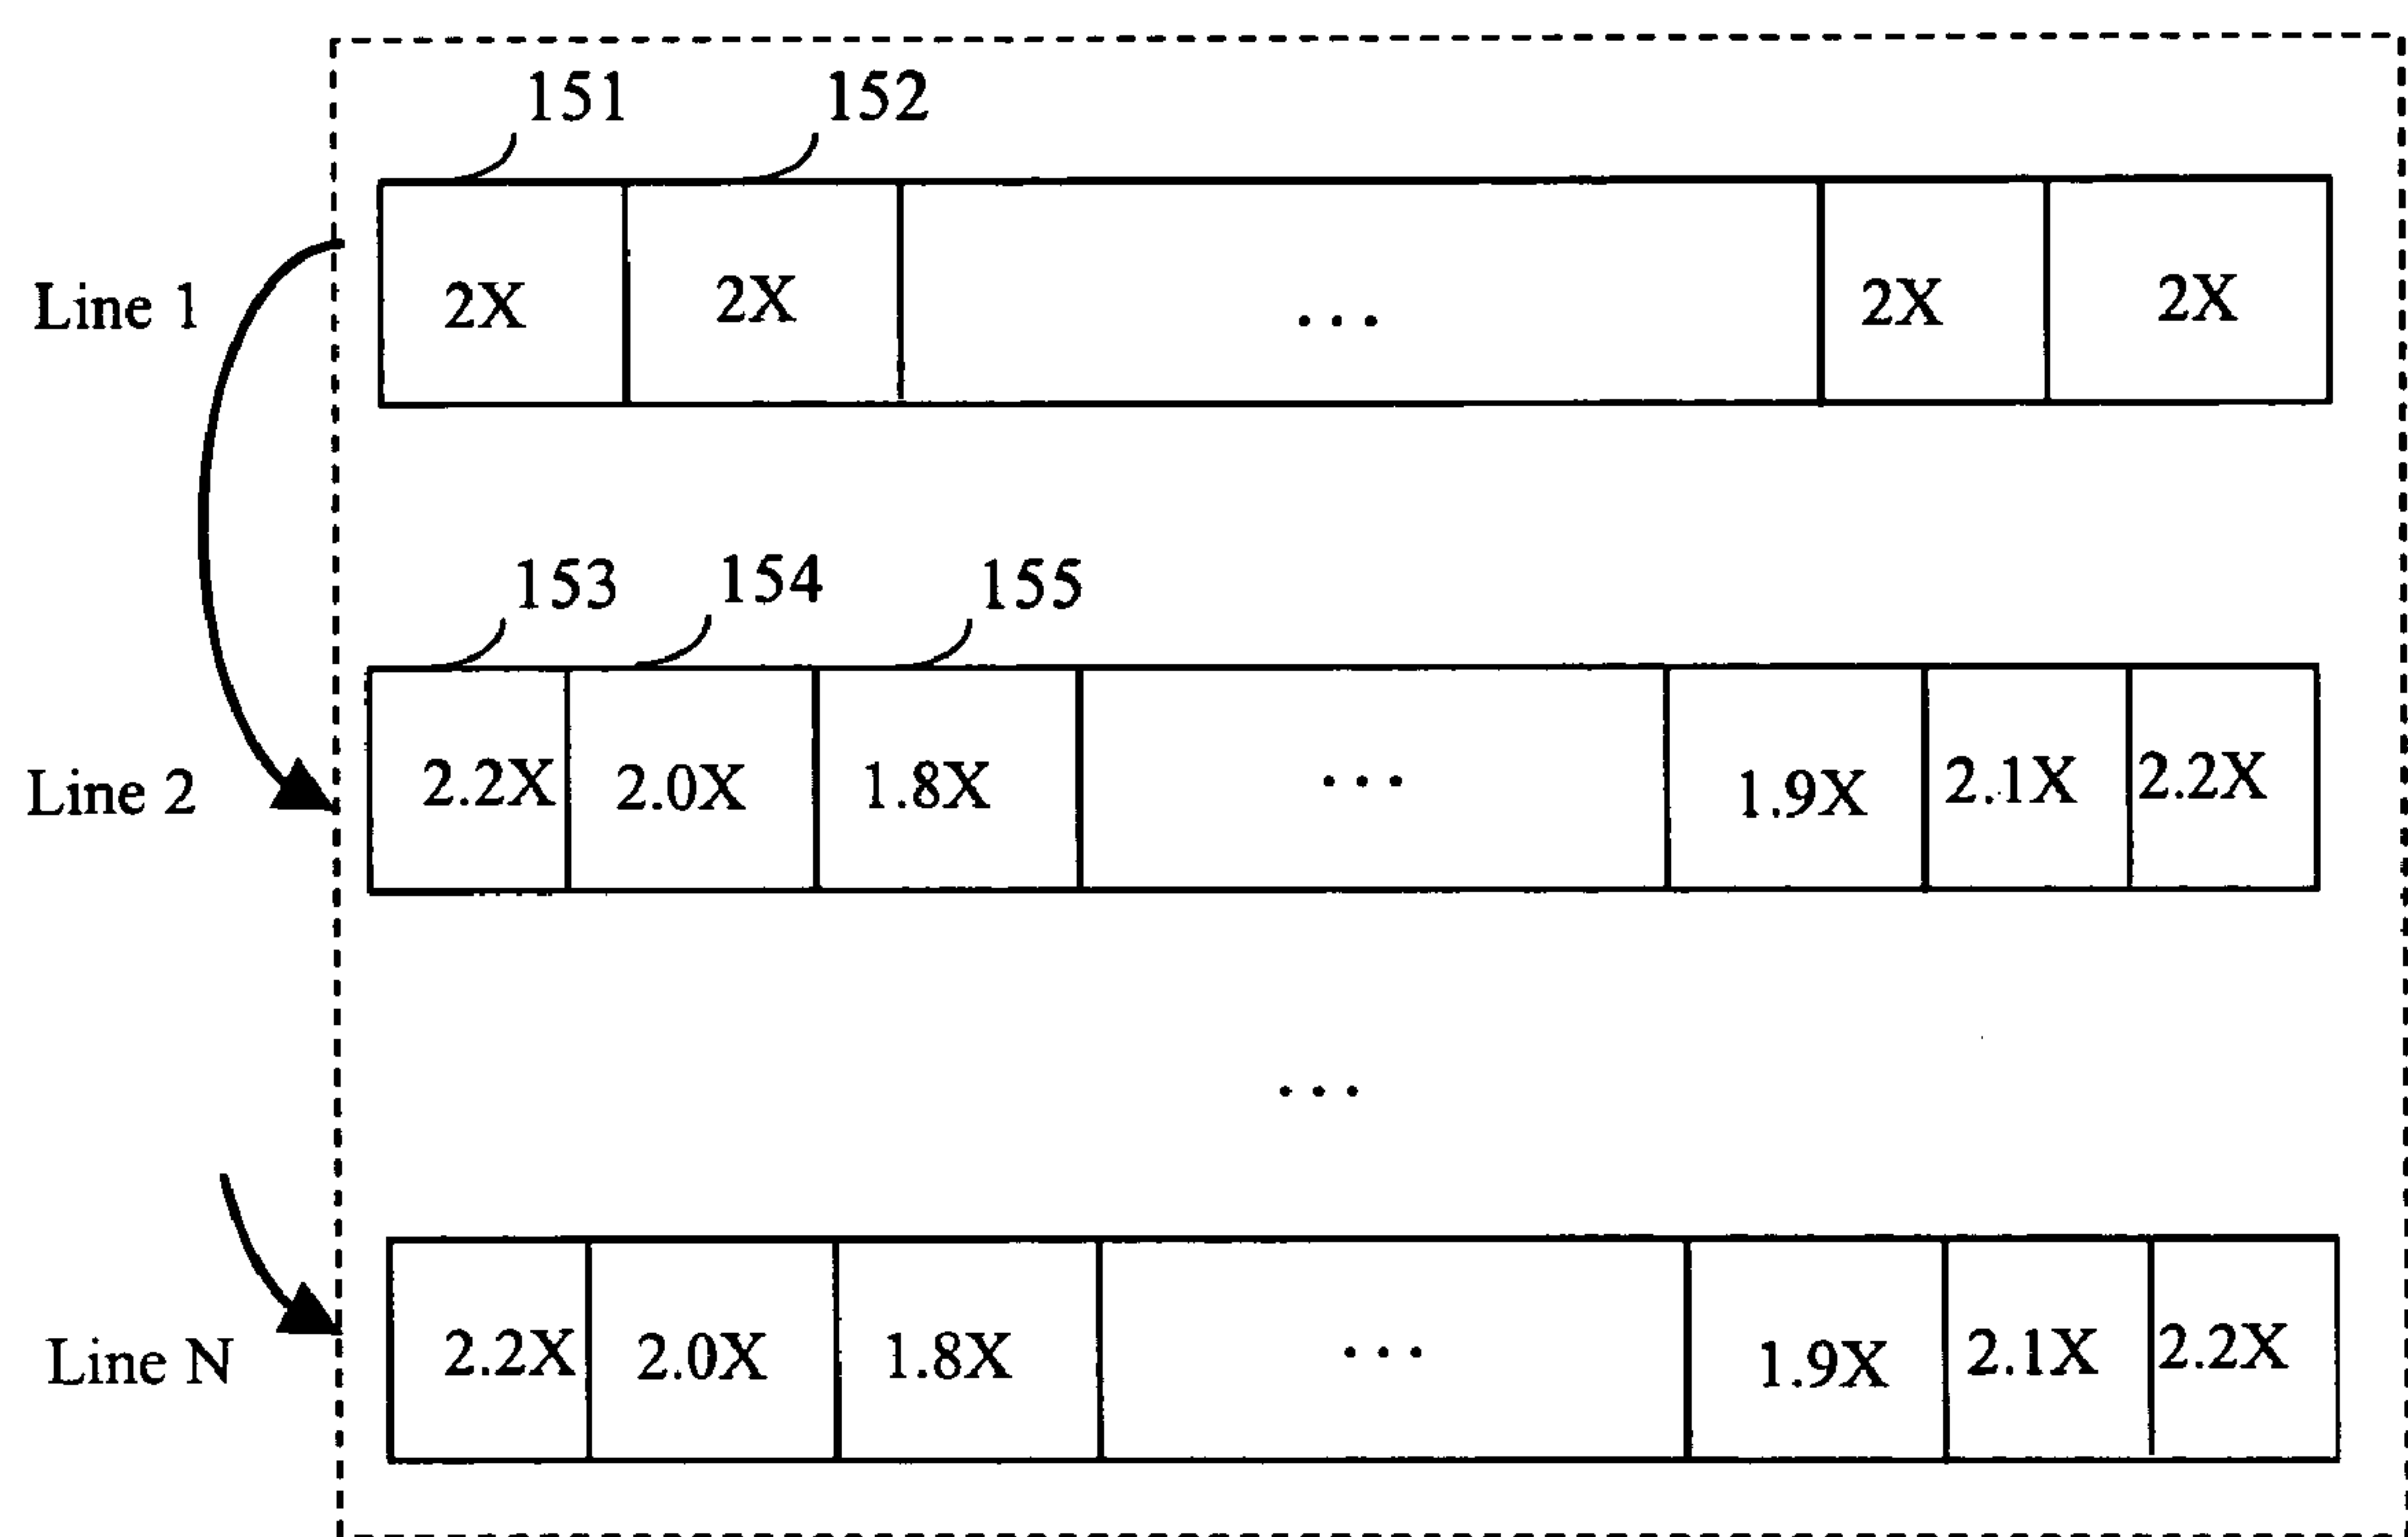 151 152
Line 1 2X 2X ... 2X 2X
153 154 155
Line 2 2.2X 2.0X 1.8X ... 1.9X 2.1X 2.2X
...
Line N 2.2X 2.0X 1.8X ... 1.9X 2.1X 2.2X